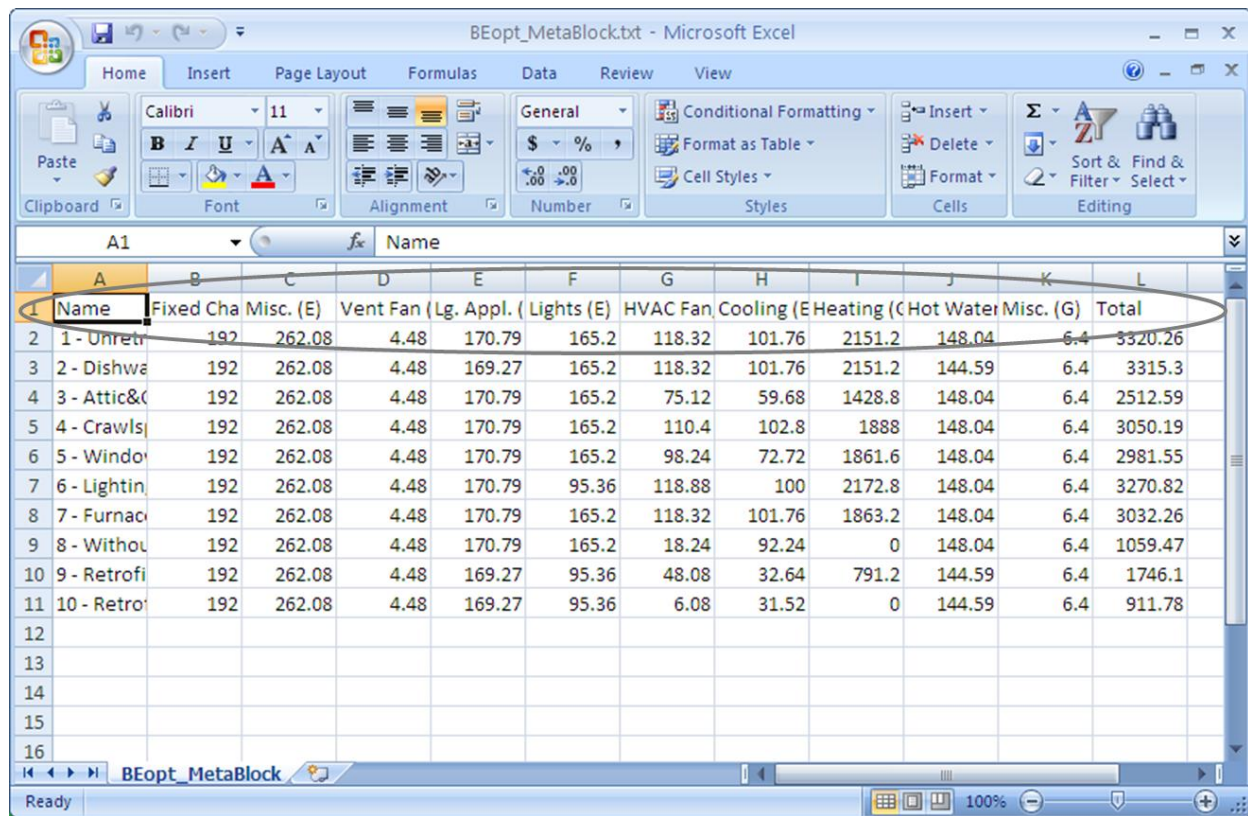 BEopt_MetaBlock.txt - Microsoft Excel
Home Insert Page Layout Formulas Data Review View
Paste
Clipboard
Calibri 11
B I U A A
Font
Alignment
General
$ % ,
Number
Conditional Formatting
Format as Table
Cell Styles
Styles
Insert
Delete
Format
Cells
Σ
Sort & Filter
Find & Select
Editing
A1 fx Name
A B C D E F G H I J K L
1 Name Fixed Cha Misc. (E) Vent Fan ( Lg. Appl. ( Lights (E) HVAC Fan, Cooling (E Heating (G Hot Water Misc. (G) Total
2 1 - Unretr 192 262.08 4.48 170.79 165.2 118.32 101.76 2151.2 148.04 6.4 3320.26
3 2 - Dishwa 192 262.08 4.48 169.27 165.2 118.32 101.76 2151.2 144.59 6.4 3315.3
4 3 - Attic&C 192 262.08 4.48 170.79 165.2 75.12 59.68 1428.8 148.04 6.4 2512.59
5 4 - Crawlsp 192 262.08 4.48 170.79 165.2 110.4 102.8 1888 148.04 6.4 3050.19
6 5 - Window 192 262.08 4.48 170.79 165.2 98.24 72.72 1861.6 148.04 6.4 2981.55
7 6 - Lightin 192 262.08 4.48 170.79 95.36 118.88 100 2172.8 148.04 6.4 3270.82
8 7 - Furnac 192 262.08 4.48 170.79 165.2 118.32 101.76 1863.2 148.04 6.4 3032.26
9 8 - Withou 192 262.08 4.48 170.79 165.2 18.24 92.24 0 148.04 6.4 1059.47
10 9 - Retrofi 192 262.08 4.48 169.27 95.36 48.08 32.64 791.2 144.59 6.4 1746.1
11 10 - Retrof 192 262.08 4.48 169.27 95.36 6.08 31.52 0 144.59 6.4 911.78
12
13
14
15
16
BEopt_MetaBlock
Ready 100%